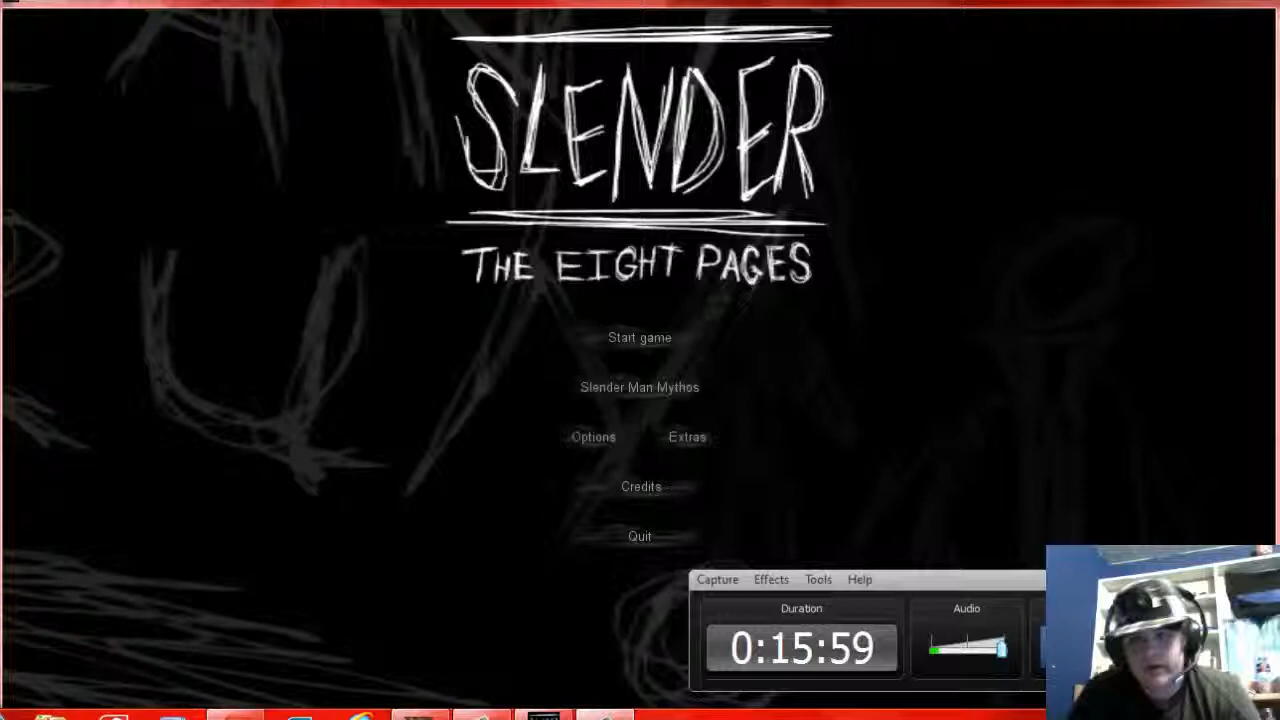 SLENDER
THE EIGHT PAGES
Start game
Slender Man Mythos
Options Extras
Credits
Quit
Capture Effects Tools Help
Duration Audio
0:15:59